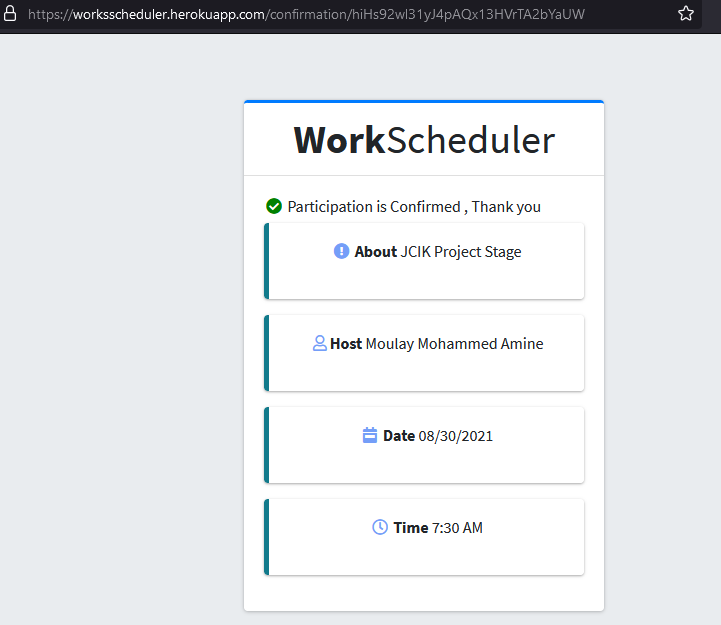 https://worksscheduler.herokuapp.com/confirmation/hiHs92wl31yJ4pAQx13HVrTA2bYaUW
WorkScheduler
Participation is Confirmed , Thank you
About JCIK Project Stage
Host Moulay Mohammed Amine
Date 08/30/2021
Time 7:30 AM